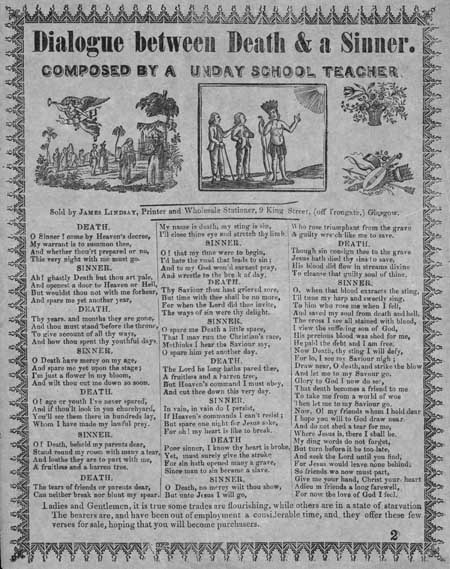 Dialogue between Death & a Sinner.
COMPOSED BY A UNDAY SCHOOL TEACHER.
Sold by JAMES LINDSAY, Printer and Wholesale Stationer, 9 King Street, (off Trongate,) Glasgow.
DEATH.
O Sinner! come by Heaven's decree,
My warrant is to summon thee,
And whether thou'rt prepared or no,
This very night with me must go.
SINNER.
Ah! ghastly Death but thou art pale,
And opened a door to Heaven or Hell,
But wouldst thou not with me forbear,
And spare me yet another year,
DEATH.
Thy years, and months they are gone,
And thou must stand before the throne,
To give account of all thy ways,
And how thou spent thy youthful days.
SINNER.
O Death have mercy on my age,
And spare me yet upon the stage;
I'm just a flower in my bloom,
And wilt thou cut me down so soon.
DEATH.
O! age or youth I've never spared,
And if thou'lt look in you churchyard,
You'll see them there in hundreds lay,
Whom I have made my lawful prey.
SINNER.
O! Death, behold my parents dear,
Stand round my room with many a tear,
And loathe they are to part with me,
A fruitless and a barren tree.
DEATH.
The tears of friends or parents dear,
Can neither break nor blunt my spear.
My name is death, my sting is sin,
I'll close thine eye and stretch thy limb
SINNER.
O! that my time were to begin,
I'd hate the road that leads to sin;
And to my God would earnest pray,
And wrestle to the break of day.
DEATH.
Thy Saviour thou hast grieved sore,
But time with thee shall be no more,
For when the Lord did thee invite,
The ways of sin were thy delight.
SINNER.
O spare me Death a little space,
That I may run the Christian's race,
Methinks I hear the Saviour say,
O spare him yet another day.
DEATH.
The Lord he long hath spared thee,
A fruitless and a barren tree,
But Heaven's command I must obey,
And cut thee down this very day.
SINNER.
In vain, in vain do I persist,
If Heaven's commands I can't resist;
But spare one night for Jesus sake,
For oh! my heart is like to break.
DEATH.
Poor sinner, I know thy heart is broke,
Yet, must surely give the stroke
For sin hath opened many a grave,
Since man to sin became a slave.
SINNER.
O Death, no mercy wilt thou show,
But unto Jesus I will go,
Who rose triumphant from the grave
A guilty wretch like me to save.
DEATH.
Though sin consign thee to the grave
Jesus hath died thy soul to save.
His blood did flow in streams divine
To cleanse that guilty soul of thine.
SINNER.
O, when that blood extracts the sting,
I'll tune my harp and sweetly sing,
To him who rose me when I fell,
And saved my soul from death and hell.
The cross I see all stained with blood,
I view the suffering son of God,
His precious blood was shed for me,
He paid the debt and I am free.
Now Death, thy sting I will defy,
For lo, I see my Saviour nigh;
Draw near, O death, and strike the blow
And let me to my Saviour go.
Glory to God I now do see,
That death becomes a friend to me
To take me from a world of woe
Then let me to my Saviour go.
Now, O! my friends whom I hold dear
I hope you will to God draw near.
And do not shed a tear for me,
Where Jesus is, there I shall be.
My dying words do not forget,
But turn before it be too late;
And seek the Lord until you find;
For Jesus would leave none behind;
So friends we now must part,
Give me your hand, Christ your heart
Adieu my friends a long farewell,
For now the love of God I feel.
Ladies and Gentlemen, it is true some trades are flourishing, while others are in a state of starvation
The bearers are, and have been out of employment a considerable time, and, they offer these few
verses for sale, hoping that you will become purchasers.
2